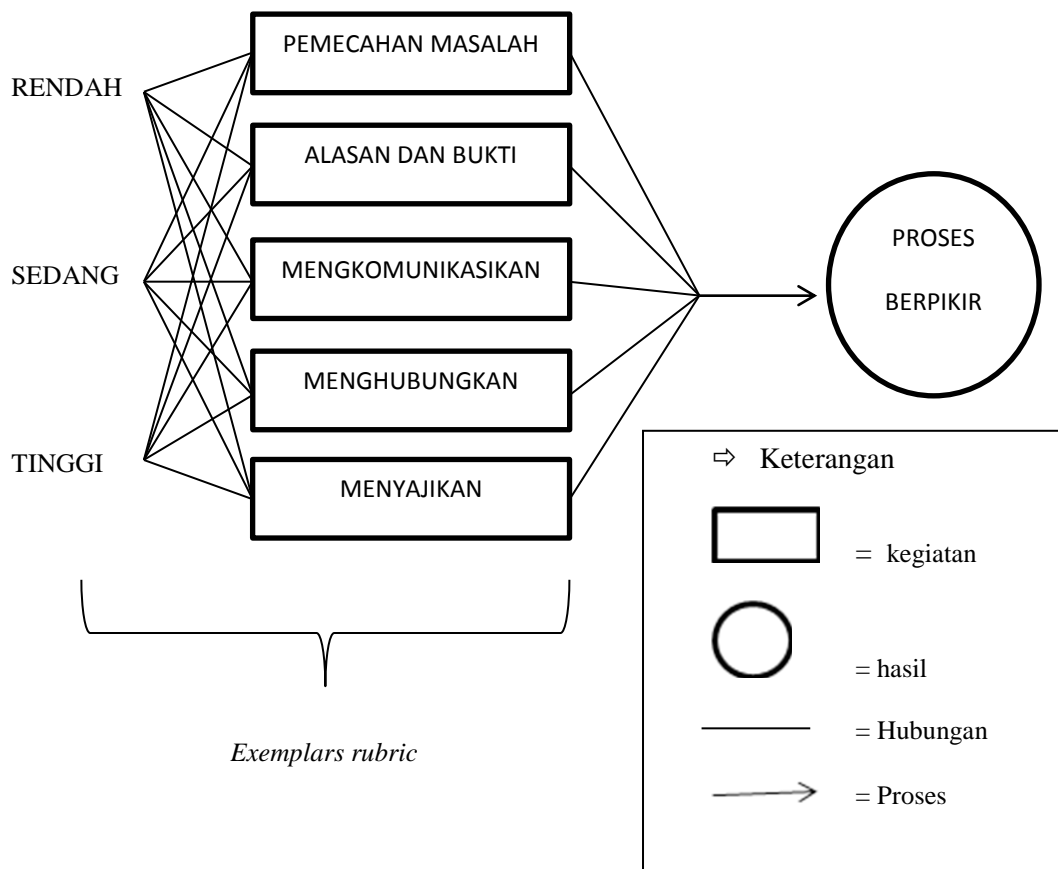 RENDAH
SEDANG
TINGGI
PEMECAHAN MASALAH
ALASAN DAN BUKTI
MENGKOMUNIKASIKAN
MENGHUBUNGKAN
MENYAJIKAN
PROSES
BERPIKIR
Exemplars rubric
⇨ Keterangan
= kegiatan
= hasil
= Hubungan
= Proses